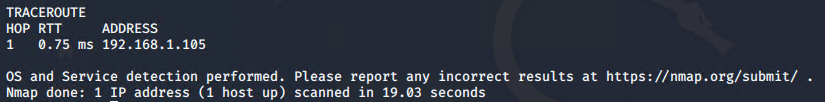 TRACEROUTE
HOP RTT     ADDRESS
1   0.75 ms 192.168.1.105

OS and Service detection performed. Please report any incorrect results at https://nmap.org/submit/ .
Nmap done: 1 IP address (1 host up) scanned in 19.03 seconds